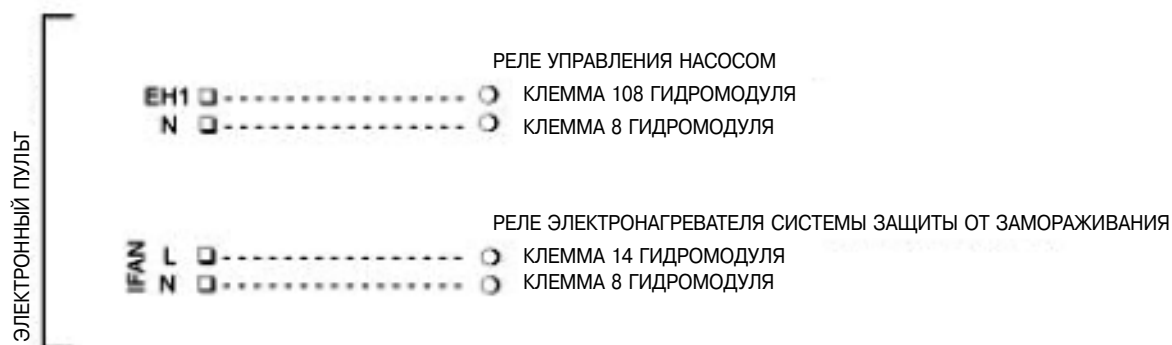 РЕЛЕ УПРАВЛЕНИЯ НАСОСОМ
EH1 КЛЕММА 108 ГИДРОМОДУЛЯ
N КЛЕММА 8 ГИДРОМОДУЛЯ
ЭЛЕКТРОННЫЙ ПУЛЬТ
РЕЛЕ ЭЛЕКТРОНАГРЕВАТЕЛЯ СИСТЕМЫ ЗАЩИТЫ ОТ ЗАМОРАЖИВАНИЯ
IFAN
L КЛЕММА 14 ГИДРОМОДУЛЯ
N КЛЕММА 8 ГИДРОМОДУЛЯ